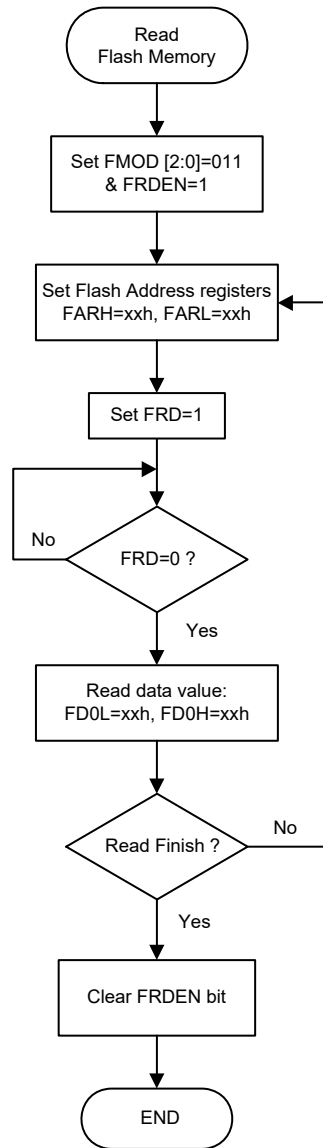 Read
Flash Memory
Set FMOD [2:0]=011
& FRDEN=1
Set Flash Address registers
FARH=xxh, FARL=xxh
Set FRD=1
No
FRD=0 ?
Yes
Read data value:
FD0L=xxh, FD0H=xxh
Read Finish ?
No
Yes
Clear FRDEN bit
END